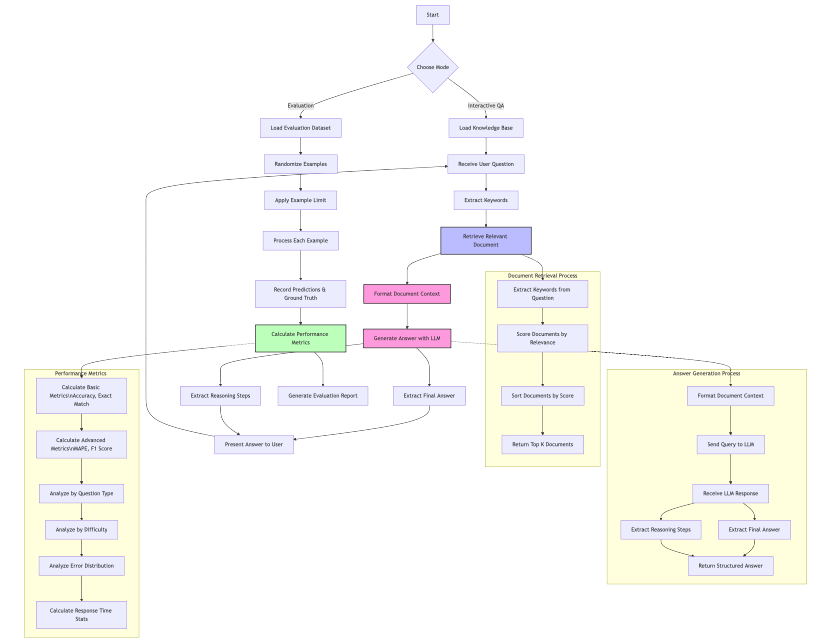 Start
Choose Mode
Evaluation
Interactive QA
Load Evaluation Dataset
Load Knowledge Base
Randomize Examples
Receive User Question
Apply Example Limit
Extract Keywords
Process Each Example
Retrieve Relevant
Document
Record Predictions &
Ground Truth
Format Document Context
Calculate Performance
Metrics
Generate Answer with LLM
Extract Reasoning Steps
Generate Evaluation Report
Extract Final Answer
Present Answer to User
Document Retrieval Process
Extract Keywords from
Question
Score Documents by
Relevance
Sort Documents by Score
Return Top K Documents
Performance Metrics
Calculate Basic
Metrics\nAccuracy, Exact
Match
Calculate Advanced
Metrics\nMAPE, F1 Score
Analyze by Question Type
Analyze by Difficulty
Analyze Error Distribution
Calculate Response Time
Stats
Answer Generation Process
Format Document Context
Send Query to LLM
Receive LLM Response
Extract Reasoning Steps
Extract Final Answer
Return Structured Answer